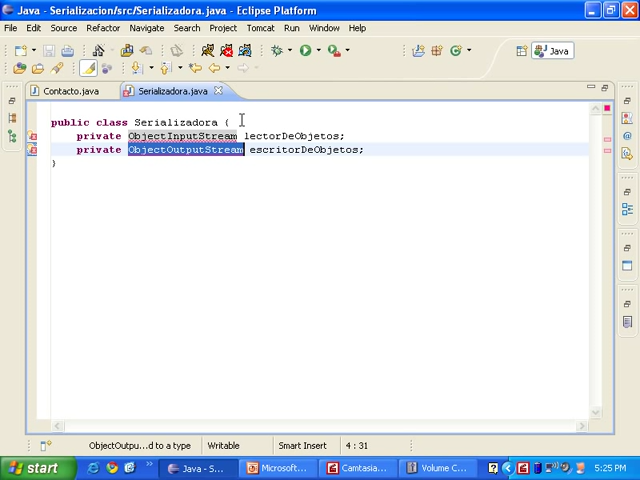 Java - Serializacion/src/Serializadora.java - Eclipse Platform
File Edit Source Refactor Navigate Search Project Run Window Help
Java
Contacto.java Serializadora.java
public class Serializadora {
private ObjectInputStream lectorDeObjetos;
private ObjectOutputStream escritorDeObjetos;
}
ObjectOutpu...d to a type Writable Smart Insert 4 : 31
start Java - S... Microsoft... Camtasia... Volume C... 5:25 PM